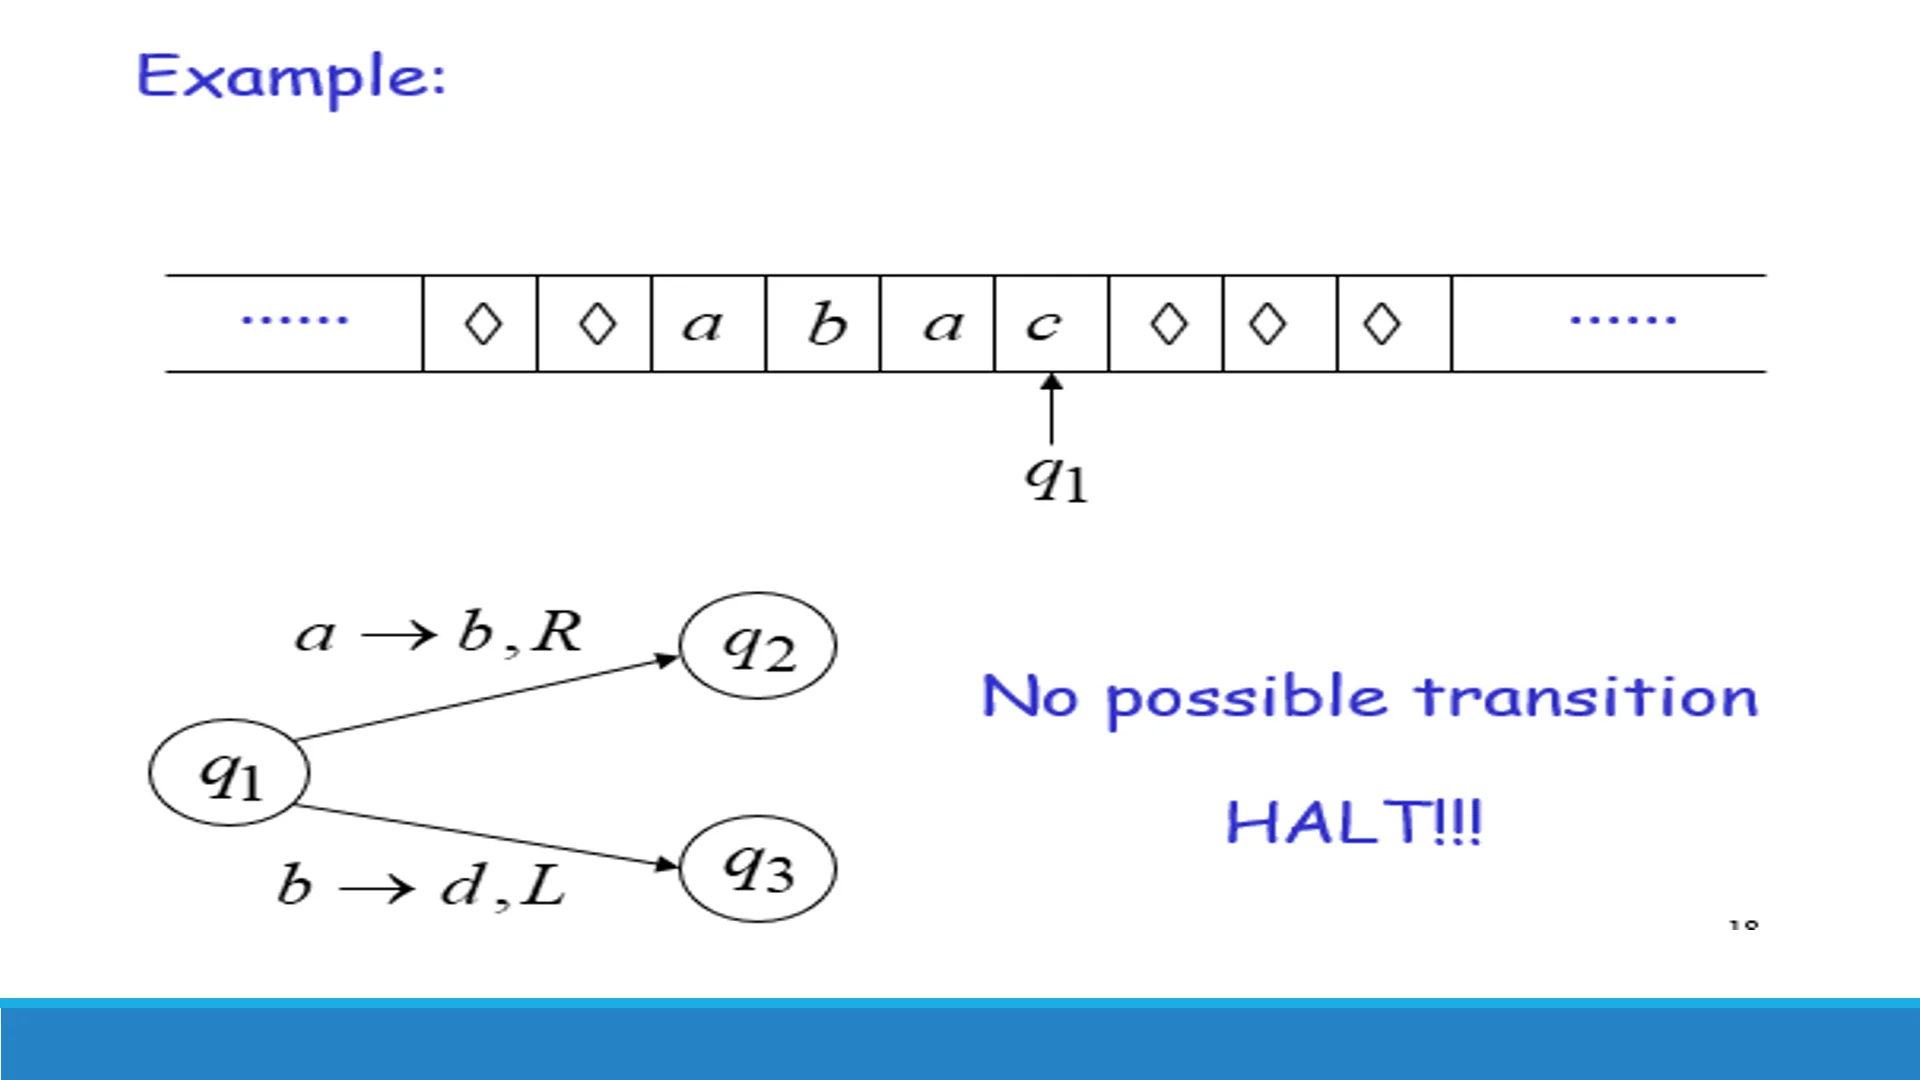 Example:
...... ◊ ◊ a b a c ◊ ◊ ◊ ......
q1
a → b, R
q2
q1
No possible transition
HALT!!!
b → d, L
q3